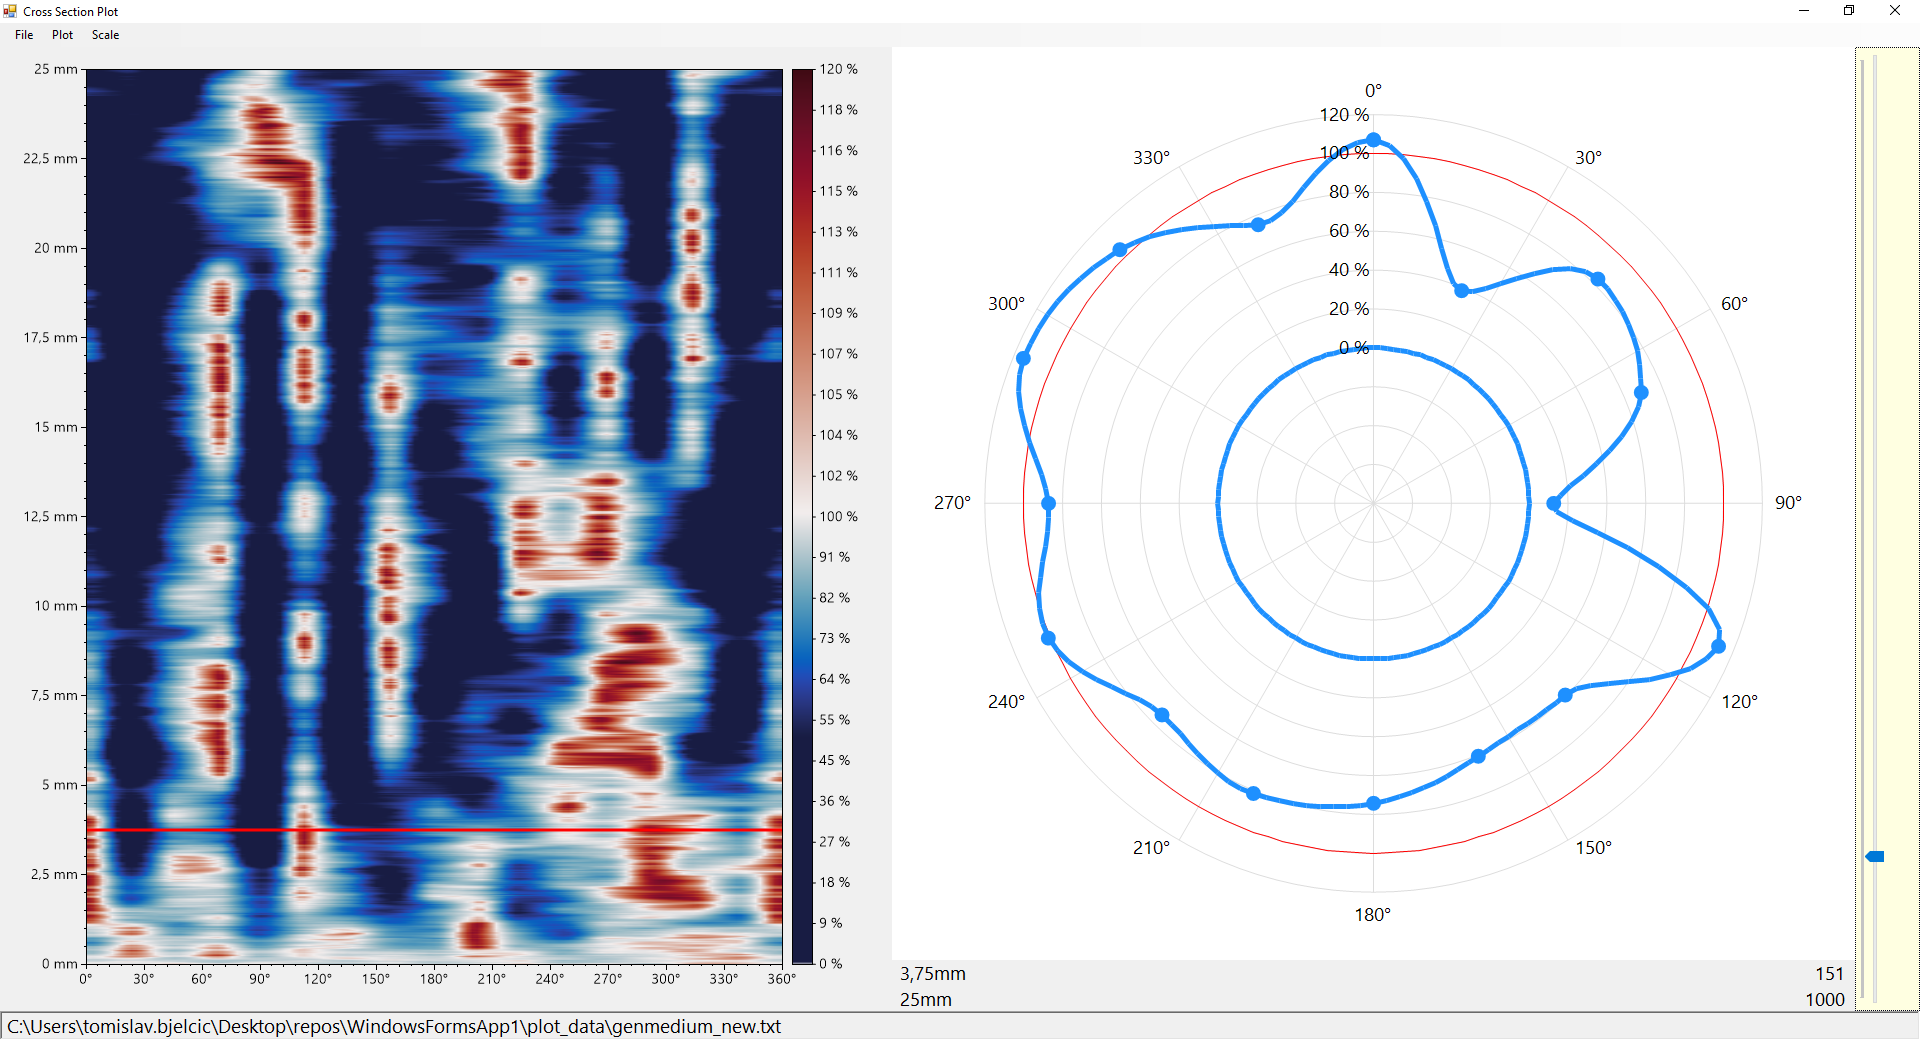 Cross Section Plot
File Plot Scale
25 mm
22,5 mm
20 mm
17,5 mm
15 mm
12,5 mm
10 mm
7,5 mm
5 mm
2,5 mm
0 mm
0° 30° 60° 90° 120° 150° 180° 210° 240° 270° 300° 330° 360°
120 %
118 %
116 %
115 %
113 %
111 %
109 %
107 %
105 %
104 %
102 %
100 %
91 %
82 %
73 %
64 %
55 %
45 %
36 %
27 %
18 %
9 %
0 %
0°
30°
60°
90°
120°
150°
180°
210°
240°
270°
300°
330°
120 %
100 %
80 %
60 %
40 %
20 %
0 %
3,75mm 151
25mm 1000
C:\Users\tomislav.bjelcic\Desktop\repos\WindowsFormsApp1\plot_data\genmedium_new.txt